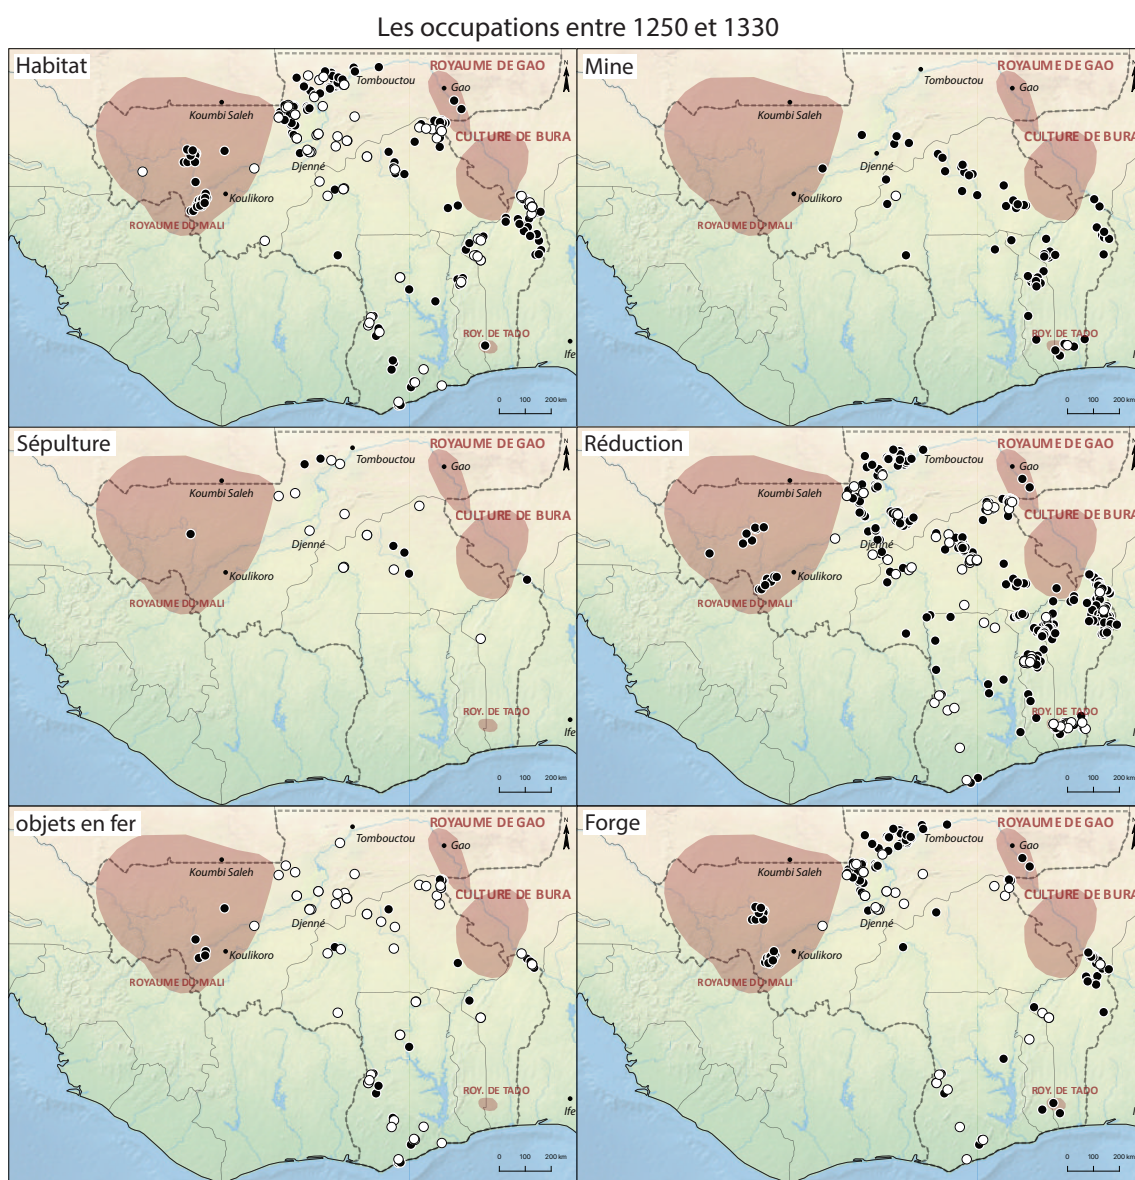 Les occupations entre 1250 et 1330
Habitat
ROYAUME DE GAO
N
Tombouctou
Gao
Koumbi Saleh
CULTURE DE BURA
Djenné
Koulikoro
ROYAUME DU MALI
ROY. DE TADO
Ife
0 100 200 km
Mine
ROYAUME DE GAO
N
Tombouctou
Gao
Koumbi Saleh
CULTURE DE BURA
Djenné
Koulikoro
ROYAUME DU MALI
ROY. DE TADO
0 100 200 km
Sépulture
ROYAUME DE GAO
N
Tombouctou
Gao
Koumbi Saleh
CULTURE DE BURA
Djenné
Koulikoro
ROYAUME DU MALI
ROY. DE TADO
Ife
0 100 200 km
Réduction
ROYAUME DE GAO
N
Tombouctou
Gao
Koumbi Saleh
CULTURE DE BURA
Djenné
Koulikoro
ROYAUME DU MALI
ROY. DE TADO
0 100 200 km
objets en fer
ROYAUME DE GAO
N
Tombouctou
Gao
Koumbi Saleh
CULTURE DE BURA
Djenné
Koulikoro
ROYAUME DU MALI
ROY. DE TADO
Ife
0 100 200 km
Forge
ROYAUME DE GAO
N
Tombouctou
Gao
Koumbi Saleh
CULTURE DE BURA
Djenné
Koulikoro
ROYAUME DU MALI
ROY. DE TADO
0 100 200 km